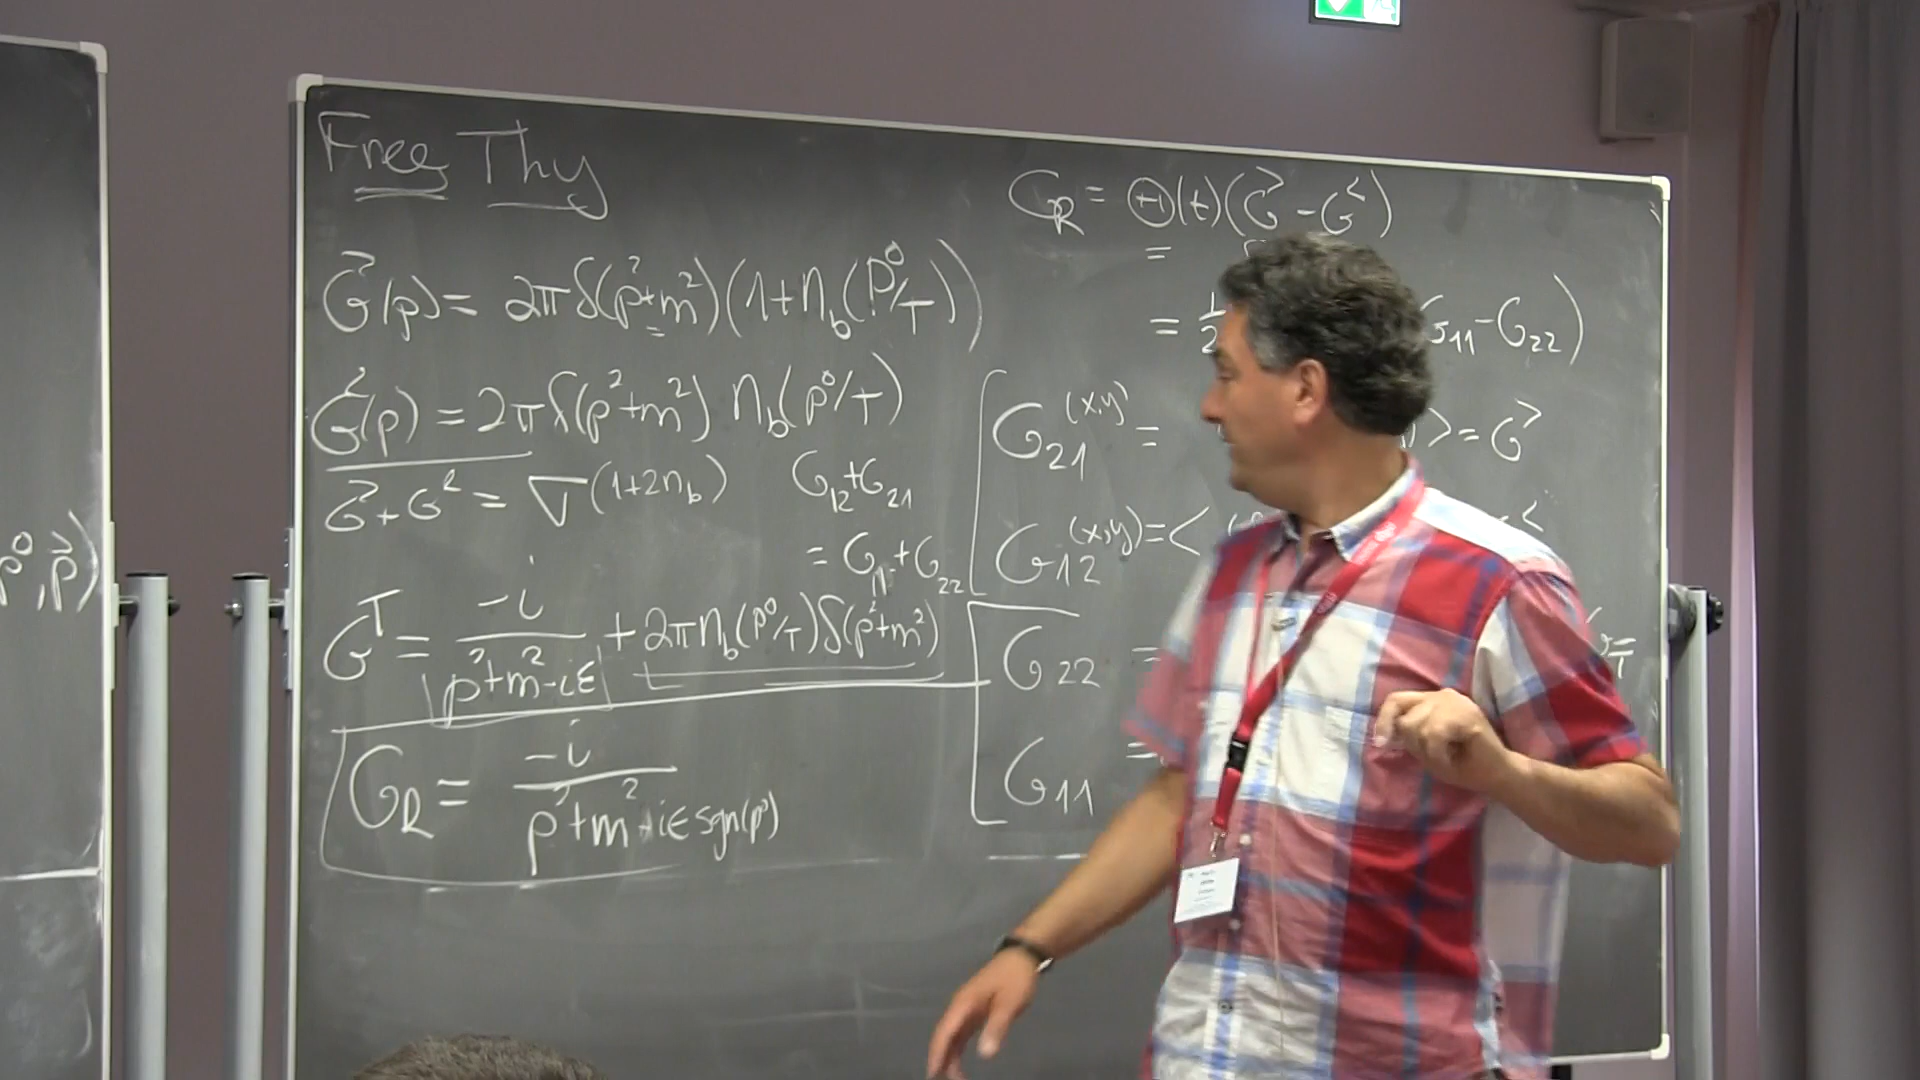 Free Thy
G^>(p) = 2π δ(p²+m²)(1+n_b(p⁰/T))
G^<(p) = 2π δ(p²+m²) n_b(p⁰/T)
G^> + G^< = (1+2n_b)
G_12 + G_21
= G_11 + G_22
G^T = -i / (p²+m²-iε) + 2π n_b(p⁰/T) δ(p²+m²)
G_R = -i / (p²+m² iε sgn(p⁰))
G_R = Θ(t)(G^> - G^<)
=
= 1/2 G_11 - G_22)
G_21^(x,y) = > = G^>
G_12^(x,y) = < <
G_22 =
G_11 =
p⁰, p⃗)